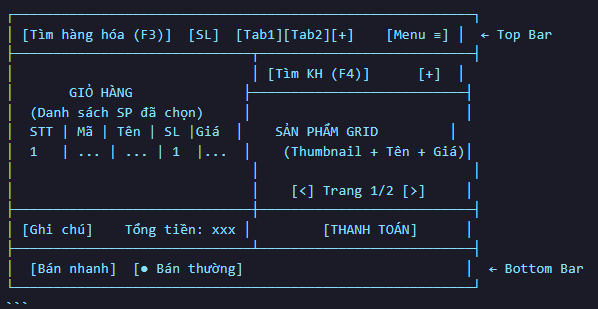 [Tìm hàng hóa (F3)] [SL] [Tab1][Tab2][+] [Menu ≡] ← Top Bar
[Tìm KH (F4)] [+]
GIỎ HÀNG
(Danh sách SP đã chọn)
STT | Mã | Tên | SL |Giá SẢN PHẨM GRID
1 | ... | ... | 1 |... (Thumbnail + Tên + Giá)
[<] Trang 1/2 [>]
[Ghi chú] Tổng tiền: xxx [THANH TOÁN]
[Bán nhanh] [● Bán thường] ← Bottom Bar
```